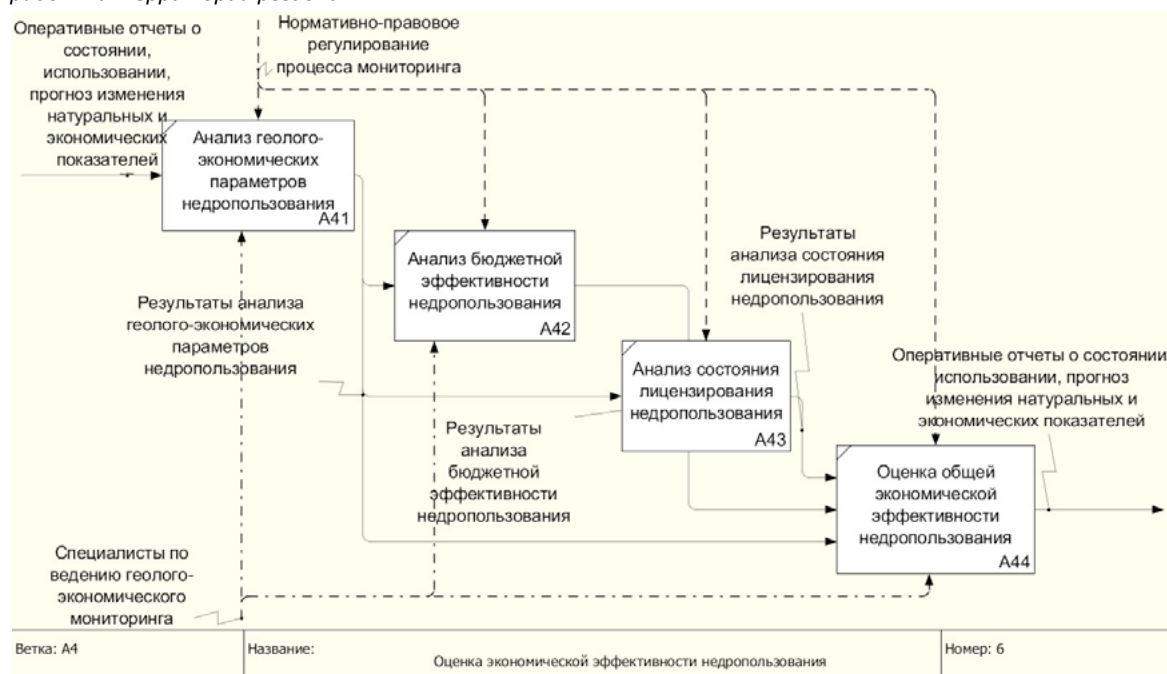 Оперативные отчеты о
состоянии,
использовании,
прогноз изменения
натуральных и
экономических
показателей
Нормативно-правовое
регулирование
процесса мониторинга
Анализ геолого-
экономических
параметров
недропользования
A41
Анализ бюджетной
эффективности
недропользования
A42
Результаты
анализа состояния
лицензирования
недропользования
Результаты анализа
геолого-экономических
параметров
недропользования
Анализ состояния
лицензирования
недропользования
A43
Оперативные отчеты о состоянии
использовании, прогноз
изменения натуральных и
экономических показателей
Результаты
анализа
бюджетной
эффективности
недропользования
Оценка общей
экономической
эффективности
недропользования
A44
Специалисты по
ведению геолого-
экономического
мониторинга
Ветка: A4
Название:
Оценка экономической эффективности недропользования
Номер: 6